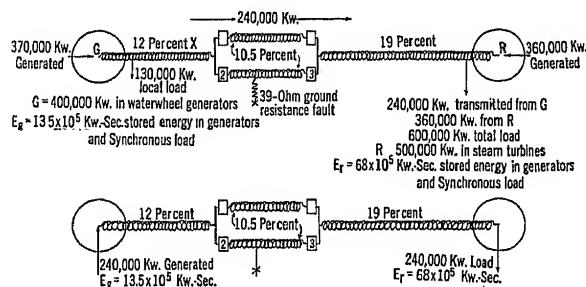 240,000 Kw.
370,000 Kw.
Generated
G
12 Percent X
2
10.5 Percent
2
3
19 Percent
R
360,000 Kw.
Generated
130,000 Kw.
local load
39-Ohm ground
resistance fault
G = 400,000 Kw. in waterwheel generators
Eg = 13.5x10⁵ Kw.-Sec. stored energy in generators
and Synchronous load
240,000 Kw. transmitted from G
360,000 Kw. from R
600,000 Kw. total load
R 500,000 Kw. in steam turbines
Er = 68x10⁵ Kw.-Sec. stored energy in generators
and Synchronous load
12 Percent
10.5 Percent
2
3
19 Percent
240,000 Kw. Generated
Eg = 13.5x10⁵ Kw.-Sec.
240,000 Kw. Load
Er = 68x10⁵ Kw.-Sec.